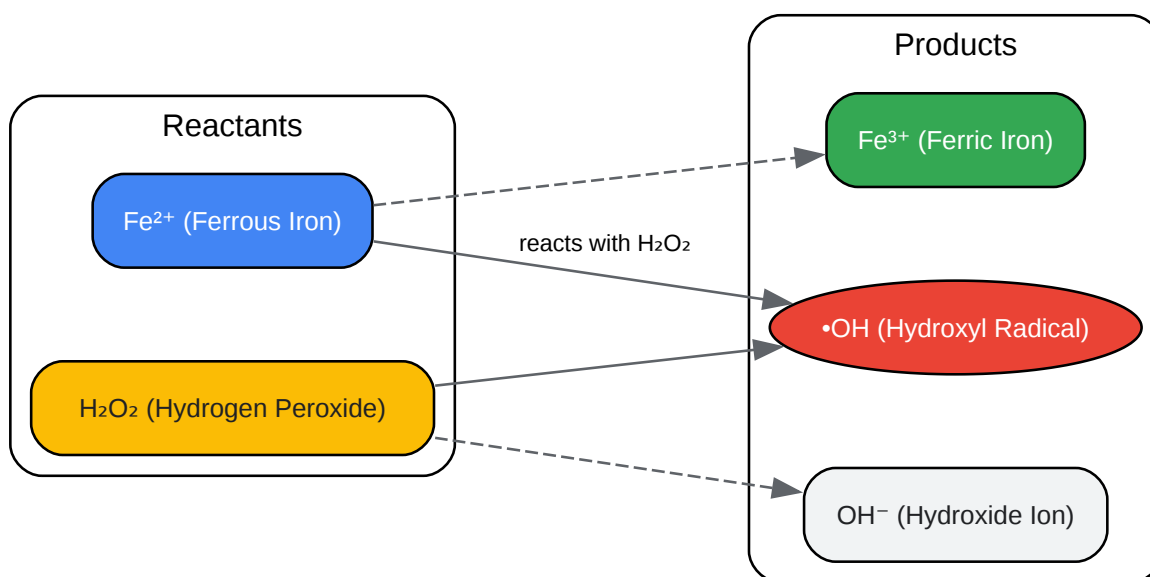 Products
Reactants
Fe³⁺ (Ferric Iron)
Fe²⁺ (Ferrous Iron)
reacts with H₂O₂
•OH (Hydroxyl Radical)
H₂O₂ (Hydrogen Peroxide)
OH⁻ (Hydroxide Ion)